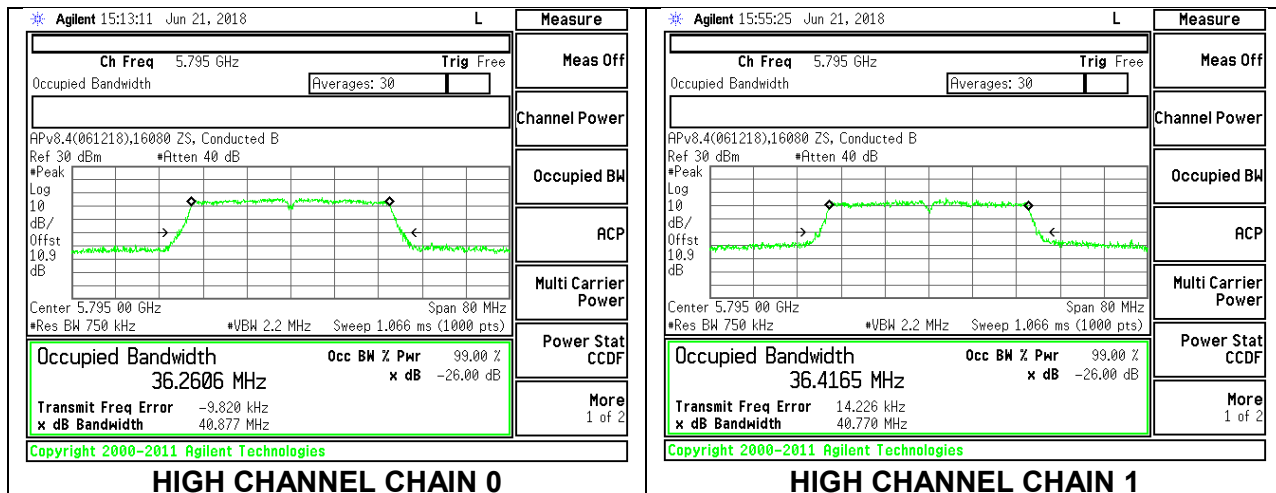 Agilent 15:13:11 Jun 21, 2018 L Measure
Ch Freq 5.795 GHz Trig Free
Occupied Bandwidth Averages: 30
Meas Off
Channel Power
APv8.4(061218),16080 ZS, Conducted B
Ref 30 dBm #Atten 40 dB
#Peak
Log
10
dB/
Offst
10.9
dB
Occupied BW
ACP
Multi Carrier
Power
Center 5.795 00 GHz Span 80 MHz
#Res BW 750 kHz #VBW 2.2 MHz Sweep 1.066 ms (1000 pts)
Power Stat
CCDF
Occupied Bandwidth Occ BW % Pwr 99.00 %
36.2606 MHz x dB -26.00 dB
Transmit Freq Error -9.820 kHz
x dB Bandwidth 40.877 MHz
More
1 of 2
Copyright 2000-2011 Agilent Technologies
HIGH CHANNEL CHAIN 0
Agilent 15:55:25 Jun 21, 2018 L Measure
Ch Freq 5.795 GHz Trig Free
Occupied Bandwidth Averages: 30
Meas Off
Channel Power
APv8.4(061218),16080 ZS, Conducted B
Ref 30 dBm #Atten 40 dB
#Peak
Log
10
dB/
Offst
10.9
dB
Occupied BW
ACP
Multi Carrier
Power
Center 5.795 00 GHz Span 80 MHz
#Res BW 750 kHz #VBW 2.2 MHz Sweep 1.066 ms (1000 pts)
Power Stat
CCDF
Occupied Bandwidth Occ BW % Pwr 99.00 %
36.4165 MHz x dB -26.00 dB
Transmit Freq Error 14.226 kHz
x dB Bandwidth 40.770 MHz
More
1 of 2
Copyright 2000-2011 Agilent Technologies
HIGH CHANNEL CHAIN 1